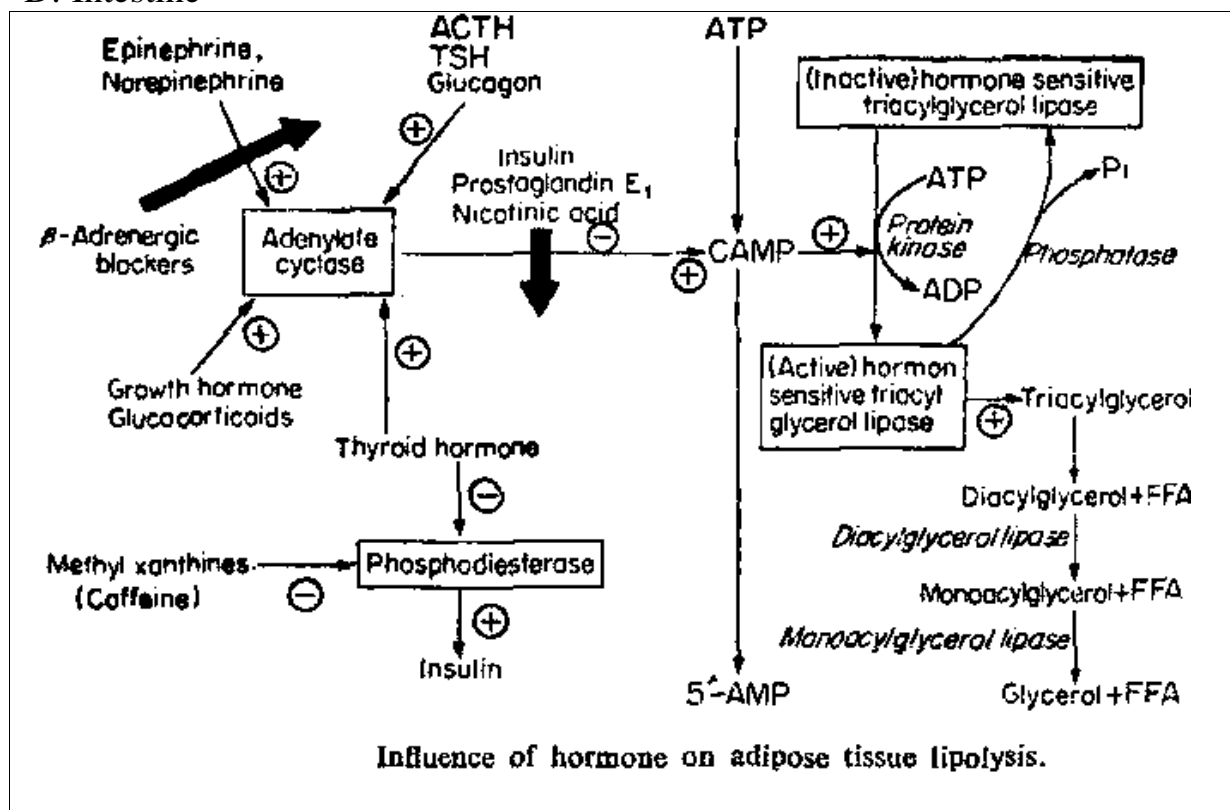 D. Intestine
Epinephrine,
Norepinephrine
ACTH
TSH
Glucagon
ATP
(Inactive) hormone sensitive
triacylglycerol lipase
+
+
Insulin
Prostaglandin E1
Nicotinic acid
ATP
Pi
β-Adrenergic
blockers
Adenylate
cyclase
−
+
CAMP
+
Protein
kinase
Phosphatase
ADP
+
+
Growth hormone
Glucocorticoids
(Active) hormon
sensitive triacyl
glycerol lipase
+
Triacylglycerol
Thyroid hormone
−
Diacylglycerol+FFA
Diacylglycerol lipase
Methyl xanthines
(Caffeine)
−
Phosphodiesterase
Monoacylglycerol+FFA
+
Monoacylglycerol lipase
Insulin
5'-AMP
Glycerol+FFA
Influence of hormone on adipose tissue lipolysis.